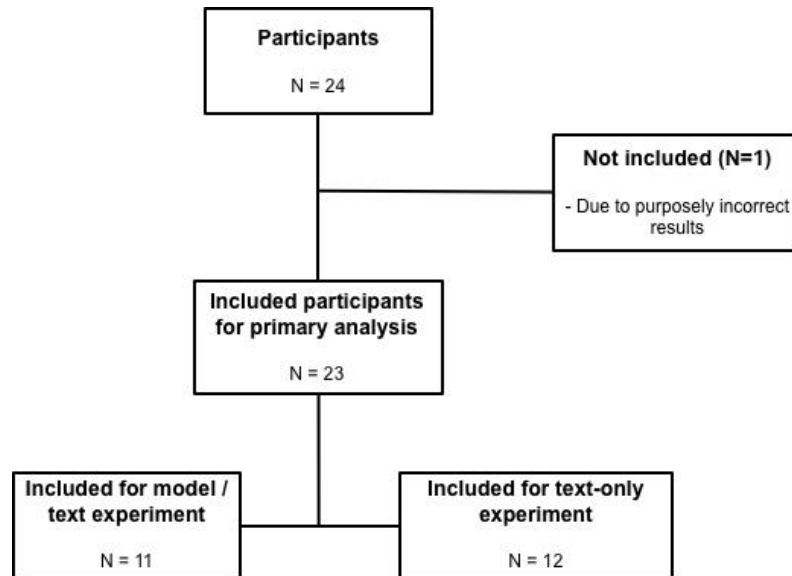 Participants
N = 24
Not included (N=1)
- Due to purposely incorrect
results
Included participants
for primary analysis
N = 23
Included for model /
text experiment
N = 11
Included for text-only
experiment
N = 12